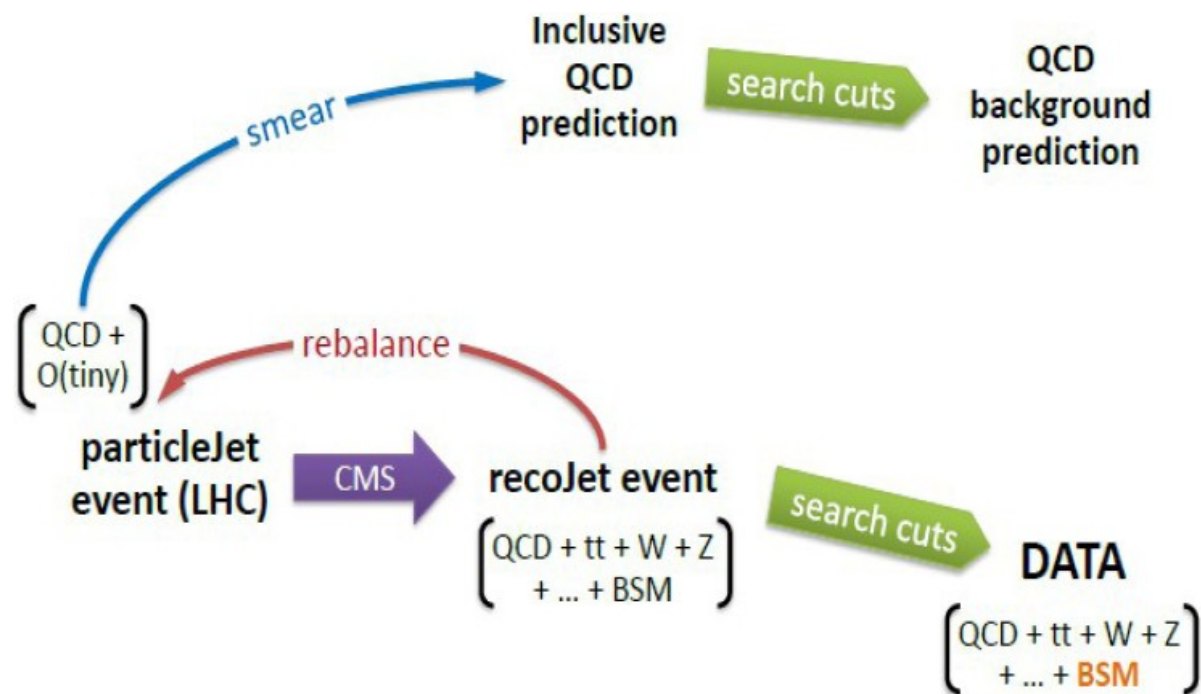 Inclusive
QCD
prediction
search cuts
QCD
background
prediction
smear
QCD +
O(tiny)
rebalance
particleJet
event (LHC)
CMS
recoJet event
QCD + tt + W + Z
+ ... + BSM
search cuts
DATA
QCD + tt + W + Z
+ ... + BSM